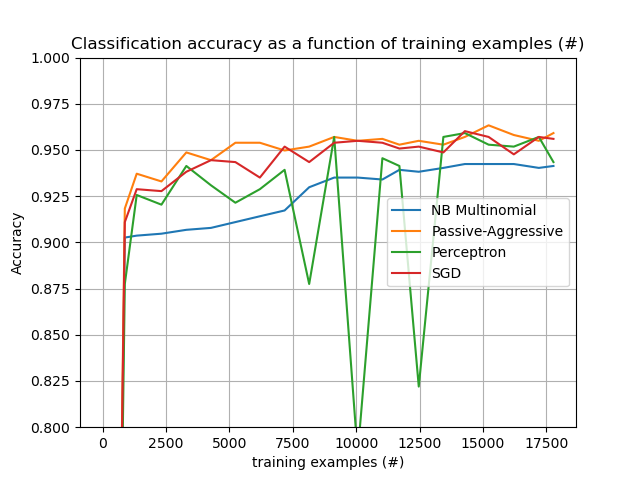 Classification accuracy as a function of training examples (#)
1.000
0.975
0.950
0.925
0.900
0.875
0.850
0.825
0.800
Accuracy
NB Multinomial
Passive-Aggressive
Perceptron
SGD
0 2500 5000 7500 10000 12500 15000 17500
training examples (#)